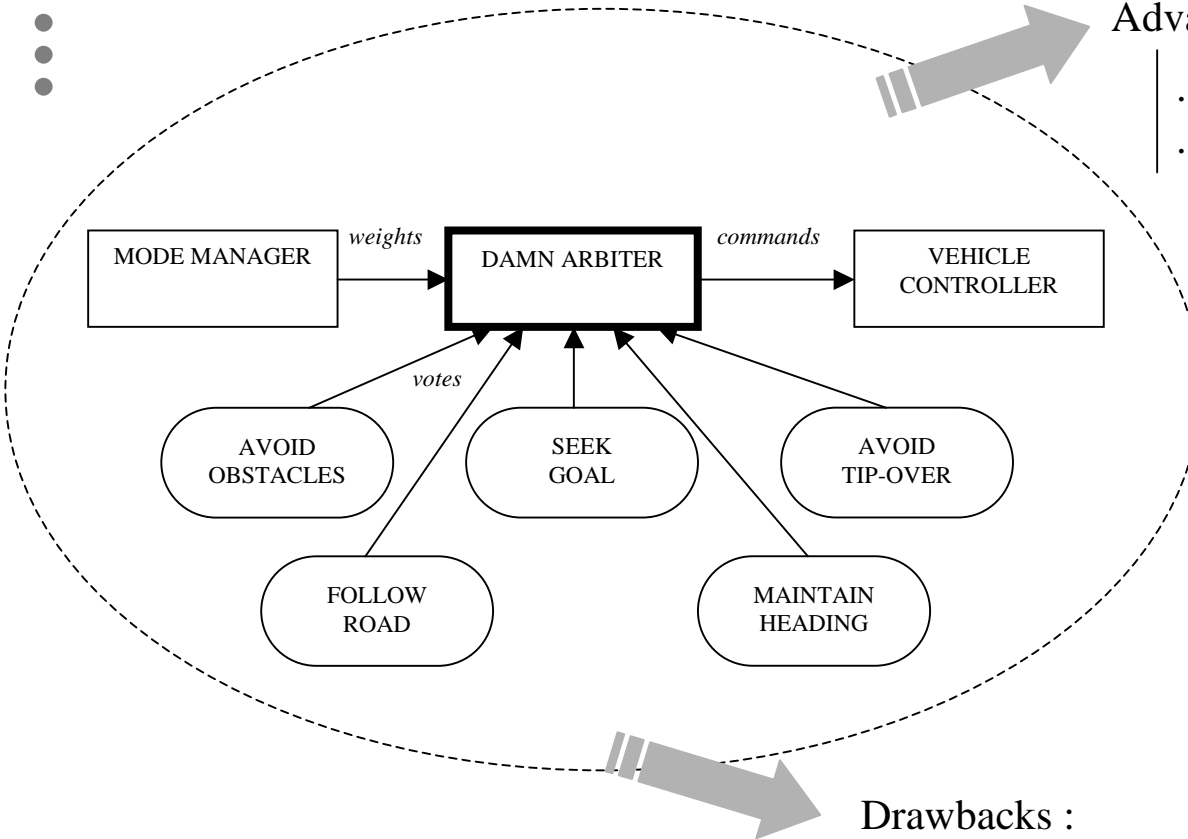 Adva
.
.
MODE MANAGER
weights
DAMN ARBITER
commands
VEHICLE
CONTROLLER
votes
AVOID
OBSTACLES
SEEK
GOAL
AVOID
TIP-OVER
FOLLOW
ROAD
MAINTAIN
HEADING
Drawbacks :